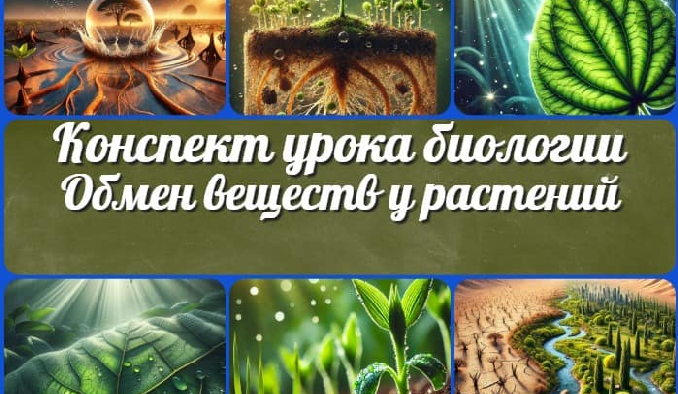 Конспект урока биологии
Обмен веществ у растений